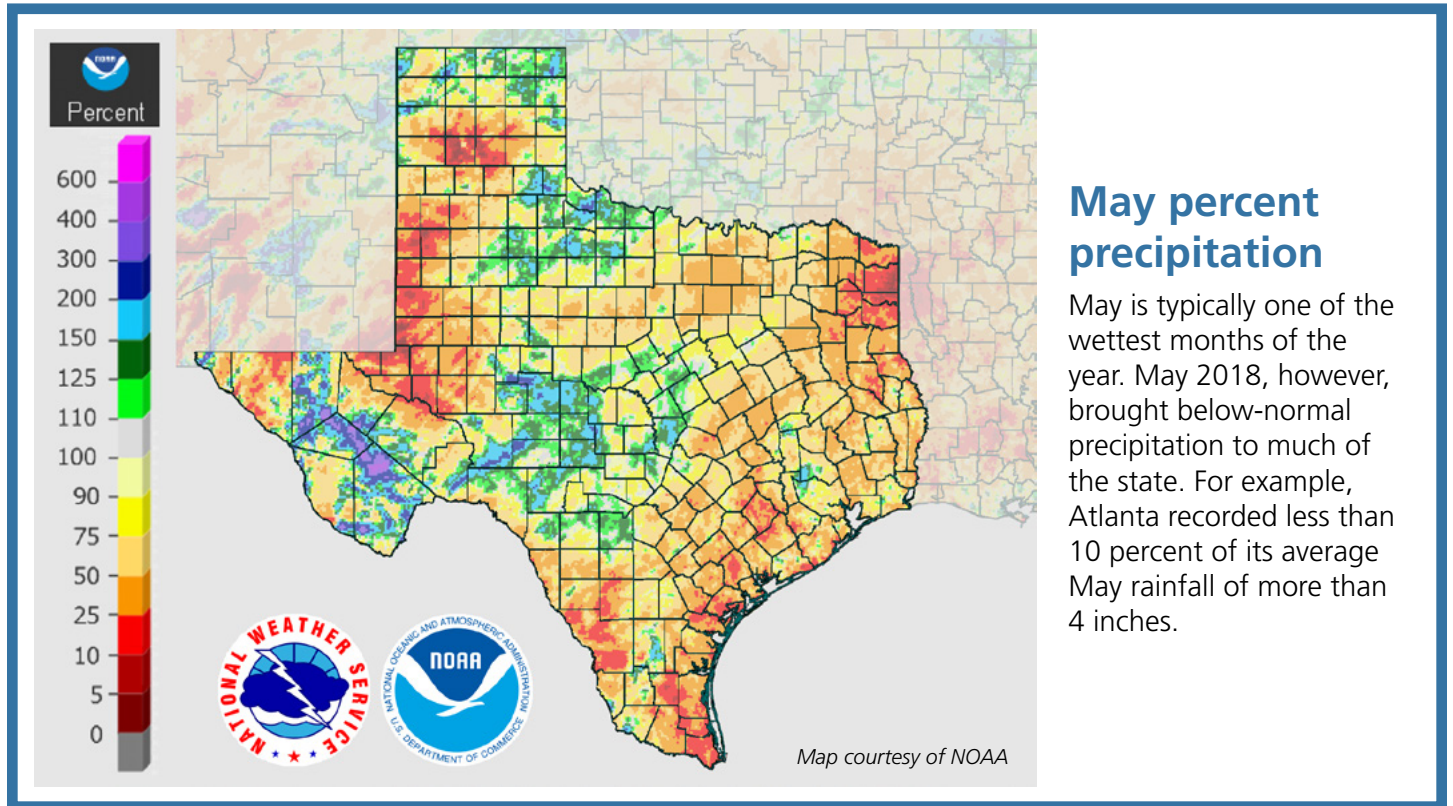 NOAA
Percent
600
400
300
200
150
125
110
100
90
75
50
25
10
5
0
NATIONAL WEATHER SERVICE
NATIONAL OCEANIC AND ATMOSPHERIC ADMINISTRATION
NOAA
U.S. DEPARTMENT OF COMMERCE
Map courtesy of NOAA
May percent
precipitation
May is typically one of the
wettest months of the
year. May 2018, however,
brought below-normal
precipitation to much of
the state. For example,
Atlanta recorded less than
10 percent of its average
May rainfall of more than
4 inches.